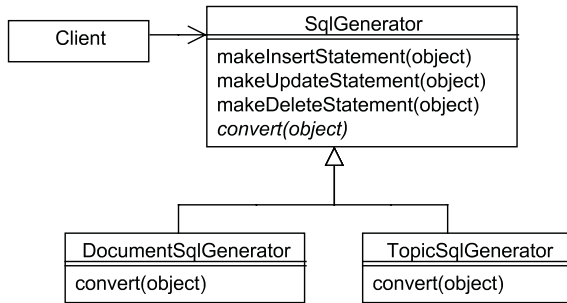 Client
SqlGenerator
makeInsertStatement(object)
makeUpdateStatement(object)
makeDeleteStatement(object)
convert(object)
DocumentSqlGenerator
convert(object)
TopicSqlGenerator
convert(object)